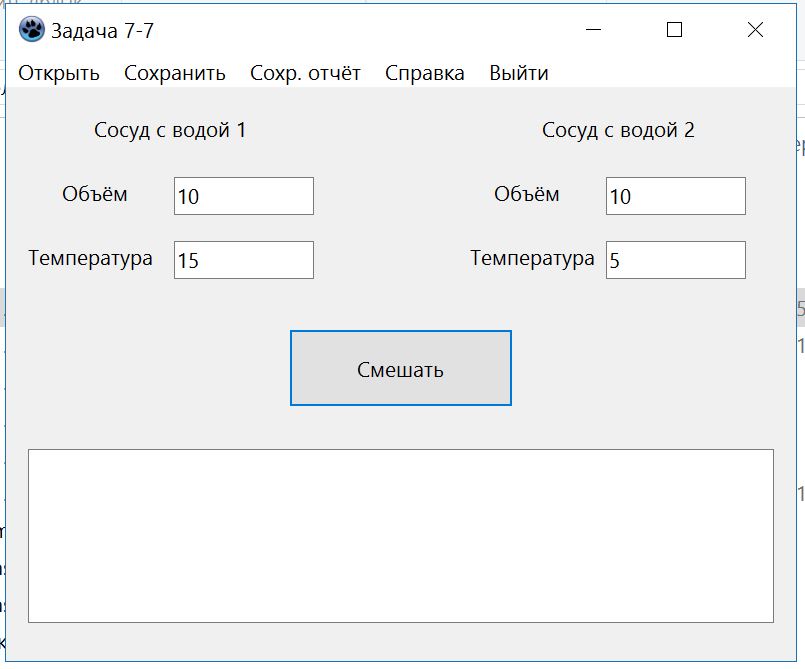 Задача 7-7
Открыть Сохранить Сохр. отчёт Справка Выйти
Сосуд с водой 1 Сосуд с водой 2
Объём 10 Объём 10
Температура 15 Температура 5
Смешать